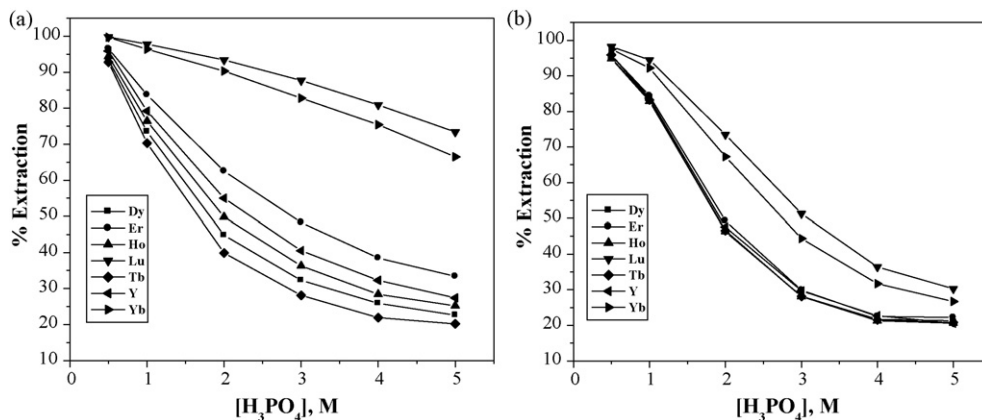 (a)
% Extraction
100
90
80
70
60
50
40
30
20
10
Dy
Er
Ho
Lu
Tb
Y
Yb
0 1 2 3 4 5
[H₃PO₄], M
(b)
% Extraction
100
90
80
70
60
50
40
30
20
10
Dy
Er
Ho
Lu
Tb
Y
Yb
0 1 2 3 4 5
[H₃PO₄], M